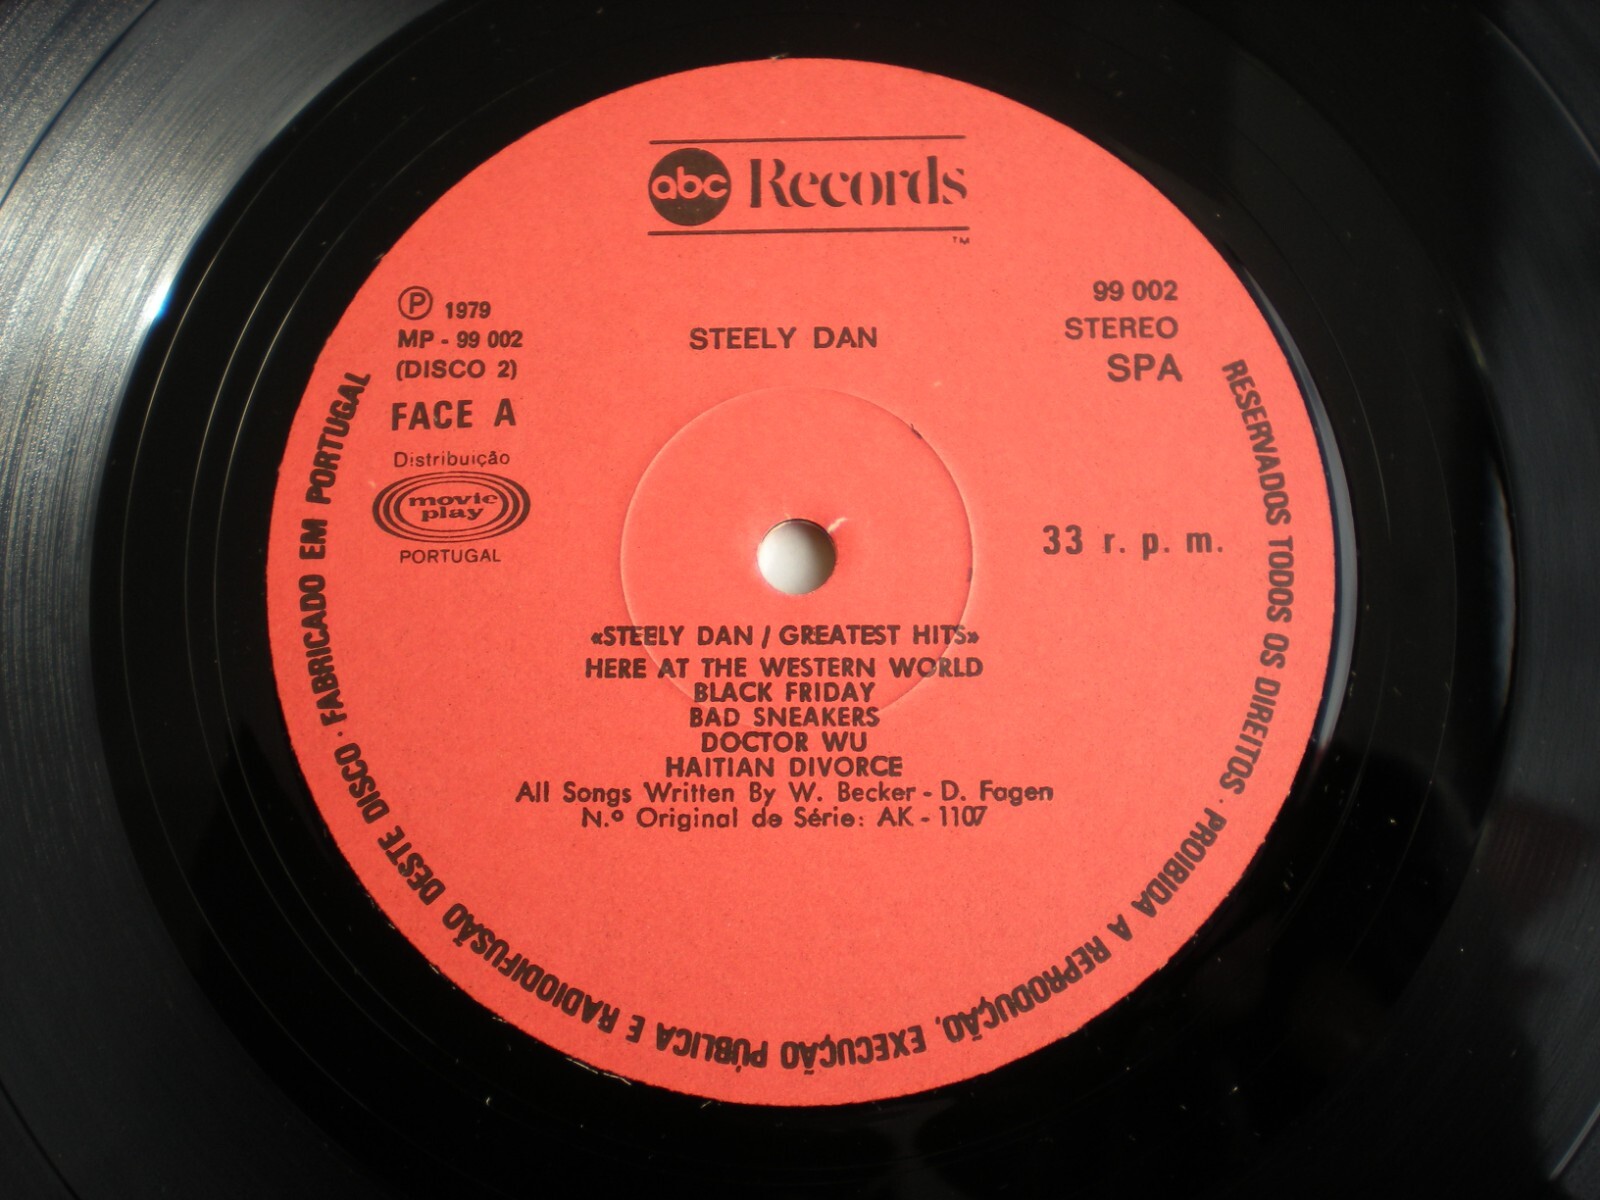 abc Records
TM
℗ 1979
MP - 99 002
(DISCO 2)
FACE A
Distribuição
movie
play
PORTUGAL
STEELY DAN
99 002
STEREO
SPA
33 r. p. m.
«STEELY DAN / GREATEST HITS»
HERE AT THE WESTERN WORLD
BLACK FRIDAY
BAD SNEAKERS
DOCTOR WU
HAITIAN DIVORCE
All Songs Written By W. Becker - D. Fagen
N.º Original de Série: AK - 1107
RESERVADOS TODOS OS DIREITOS · PROIBIDA A REPRODUÇÃO, EXECUÇÃO PÚBLICA E RADIODIFUSÃO DESTE DISCO · FABRICADO EM PORTUGAL